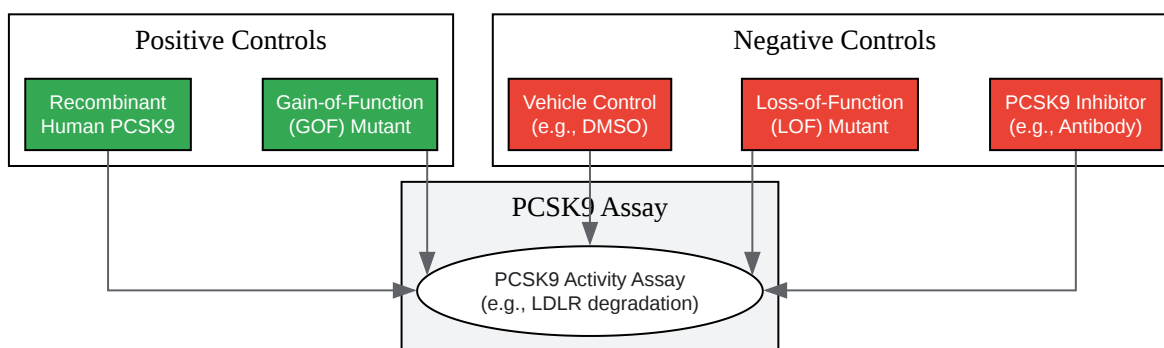 Positive Controls
Negative Controls
Recombinant
Human PCSK9
Gain-of-Function
(GOF) Mutant
Vehicle Control
(e.g., DMSO)
Loss-of-Function
(LOF) Mutant
PCSK9 Inhibitor
(e.g., Antibody)
PCSK9 Assay
PCSK9 Activity Assay
(e.g., LDLR degradation)